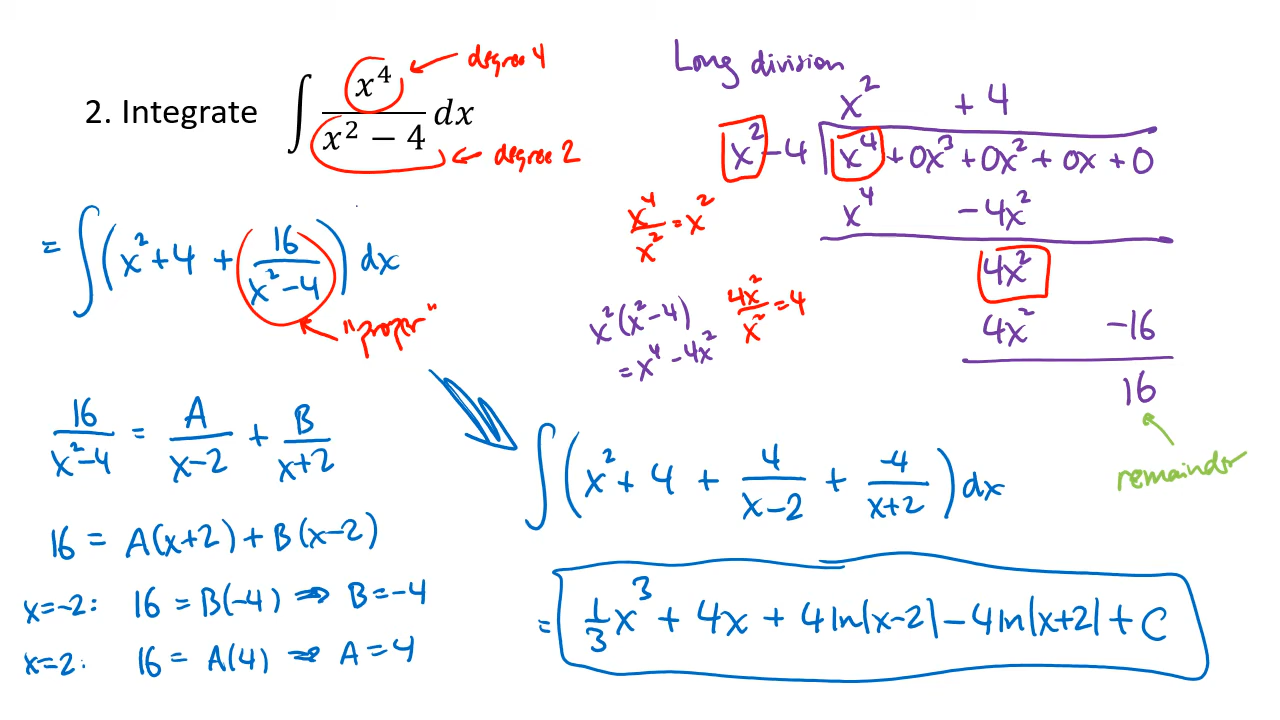 2. Integrate ∫ x⁴/(x² − 4) dx
degree 4
degree 2
= ∫(x²+4 + 16/(x²−4)) dx
"proper"
16/(x²−4) = A/(x−2) + B/(x+2)
16 = A(x+2) + B(x−2)
x=−2: 16 = B(−4) ⇒ B=−4
x=2: 16 = A(4) ⇒ A=4
Long division
x² + 4
x²−4 | x⁴ +0x³ +0x² + 0x + 0
x⁴/x² = x²
x⁴ − 4x²
4x²
x²(x²−4)
= x⁴ − 4x²
4x²/x² = 4
4x² −16
16
remainder
∫(x² + 4 + 4/(x−2) + −4/(x+2)) dx
= 1/3 x³ + 4x + 4 ln|x−2| − 4 ln|x+2| + C